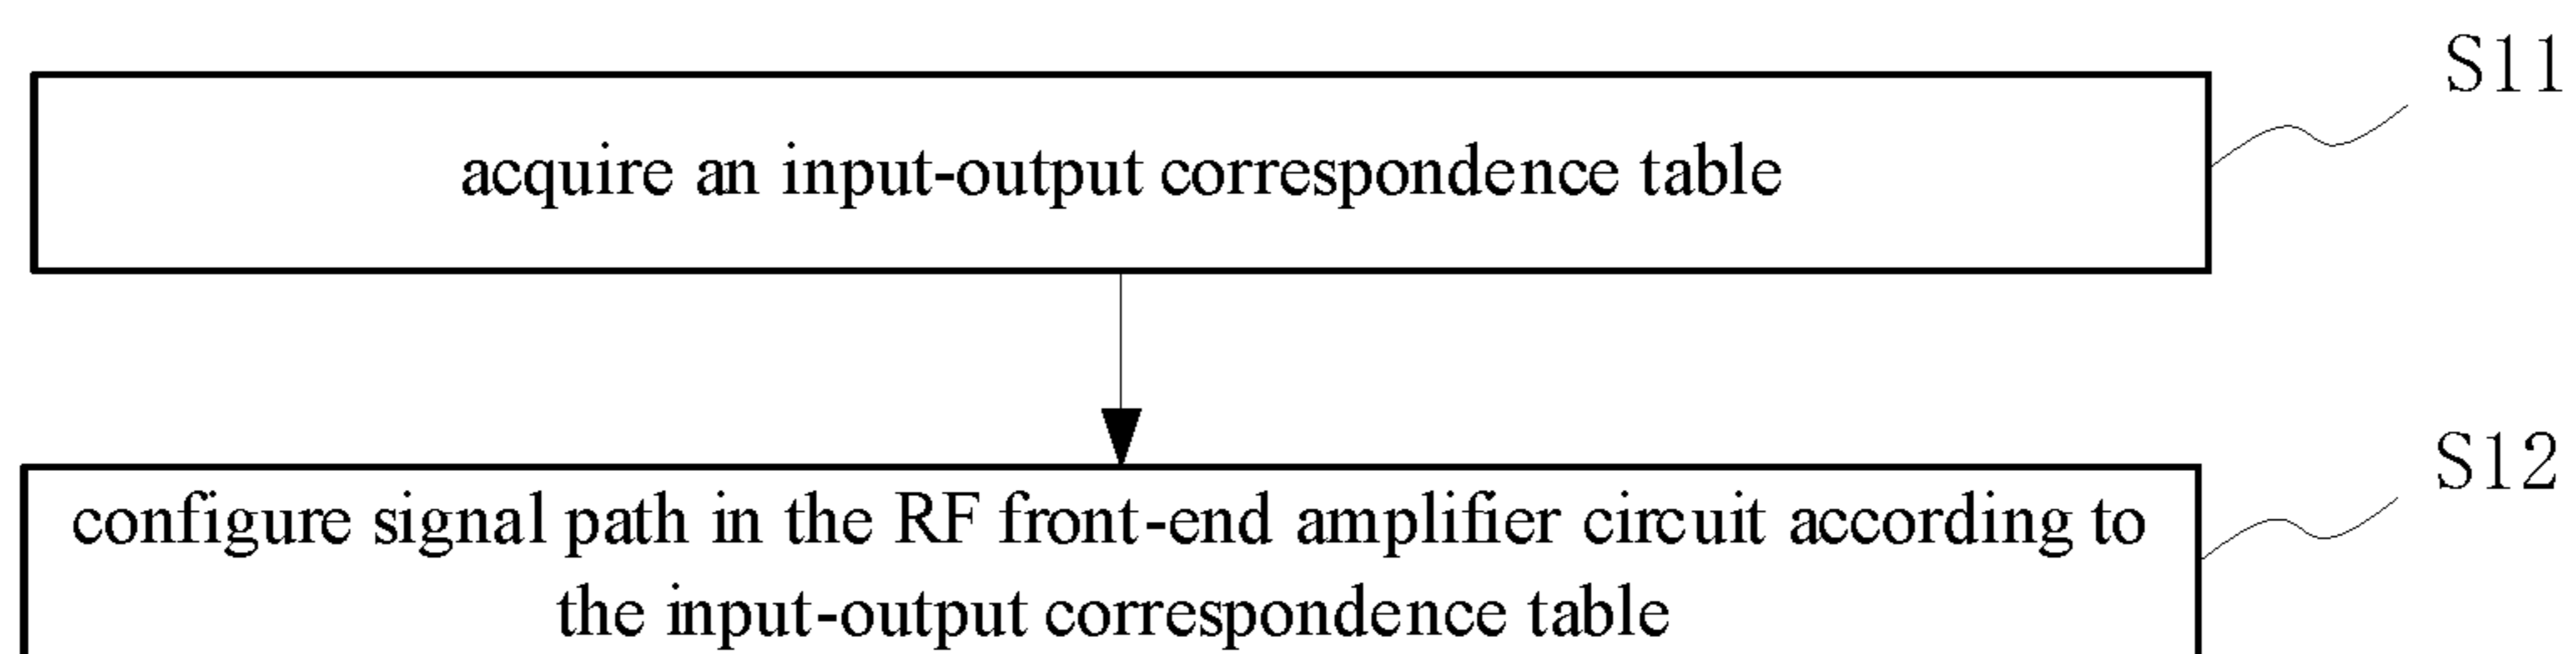 S11
acquire an input-output correspondence table
S12
configure signal path in the RF front-end amplifier circuit according to
the input-output correspondence table